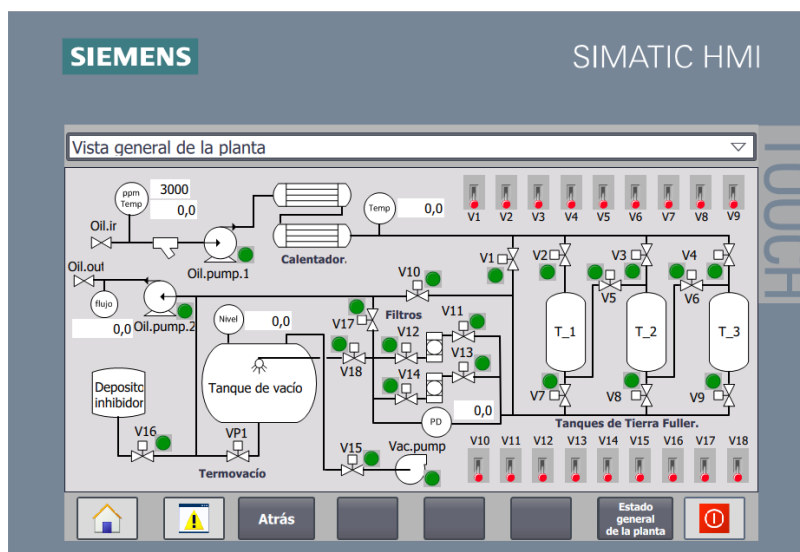 SIEMENS
SIMATIC HMI
TOUCH
Vista general de la planta
ppm
Temp
3000
0,0
Oil.ir
Oil.pump.1
Calentador.
Temp
0,0
V1 V2 V3 V4 V5 V6 V7 V8 V9
Oil.out
flujo
0,0
Oil.pump.2
V10
V1
V2
V3
V4
V5
V6
Nivel
0,0
V17
Filtros
V11
V12
V13
V14
V18
T_1
T_2
T_3
Deposito
inhibidor
Tanque de vacío
PD
0,0
V7
V8
V9
Tanques de Tierra Fuller.
V16
VP1
Termovacío
V15
Vac.pump
V10 V11 V12 V13 V14 V15 V16 V17 V18
Atrás
Estado
general
de la planta